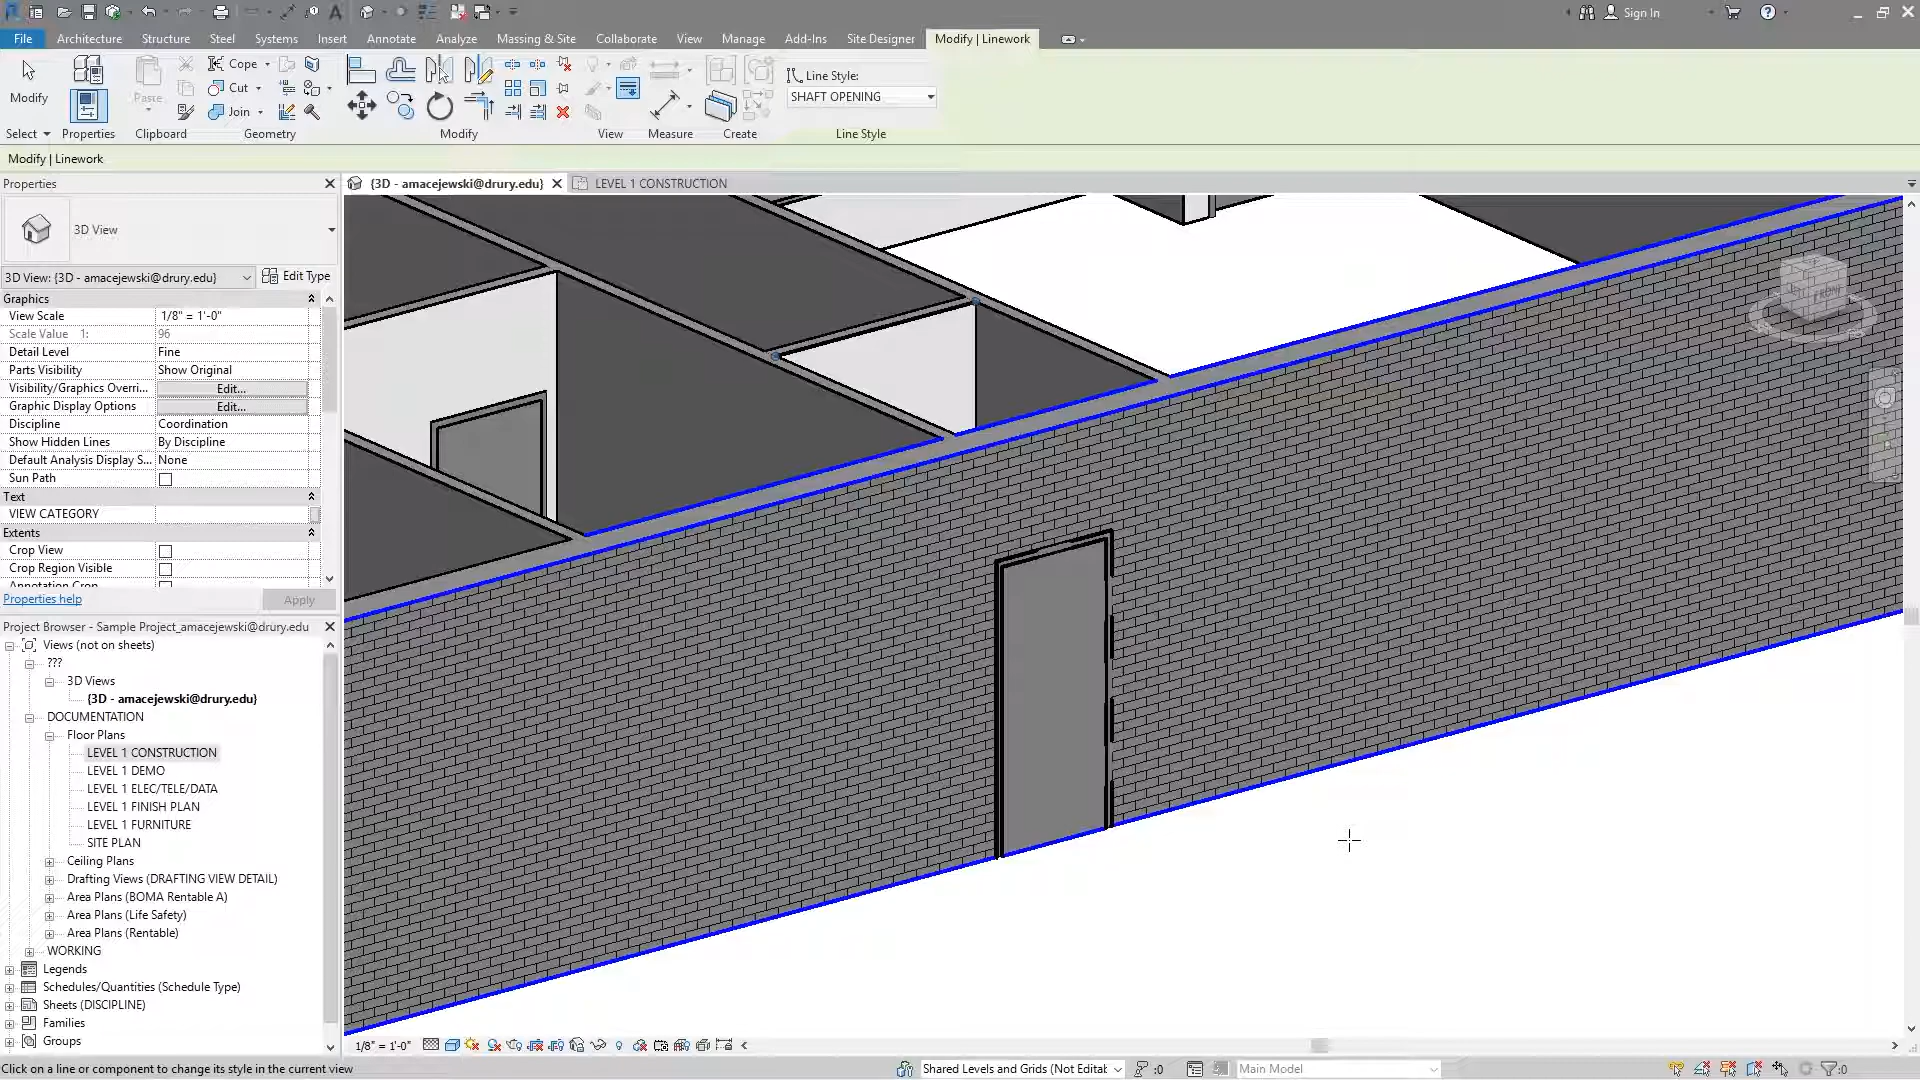 Sign In
File Architecture Structure Steel Systems Insert Annotate Analyze Massing & Site Collaborate View Manage Add-Ins Site Designer Modify | Linework
Cope
Line Style:
Modify Paste Cut SHAFT OPENING
Join
Select Properties Clipboard Geometry Modify View Measure Create Line Style
Modify | Linework
Properties
{3D - amacejewski@drury.edu} LEVEL 1 CONSTRUCTION
3D View
3D View: {3D - amacejewski@drury.edu} Edit Type
Graphics
View Scale 1/8" = 1'-0"
Scale Value 1: 96
Detail Level Fine
Parts Visibility Show Original
Visibility/Graphics Overri... Edit...
Graphic Display Options Edit...
Discipline Coordination
Show Hidden Lines By Discipline
Default Analysis Display S... None
Sun Path
Text
VIEW CATEGORY
Extents
Crop View
Crop Region Visible
Annotation Crop
Properties help Apply
Project Browser - Sample Project_amacejewski@drury.edu
Views (not on sheets)
???
3D Views
{3D - amacejewski@drury.edu}
DOCUMENTATION
Floor Plans
LEVEL 1 CONSTRUCTION
LEVEL 1 DEMO
LEVEL 1 ELEC/TELE/DATA
LEVEL 1 FINISH PLAN
LEVEL 1 FURNITURE
SITE PLAN
Ceiling Plans
Drafting Views (DRAFTING VIEW DETAIL)
Area Plans (BOMA Rentable A)
Area Plans (Life Safety)
Area Plans (Rentable)
WORKING
Legends
Schedules/Quantities (Schedule Type)
Sheets (DISCIPLINE)
Families
Groups
FRONT
1/8" = 1'-0"
Click on a line or component to change its style in the current view
Shared Levels and Grids (Not Editab :0 Main Model :0